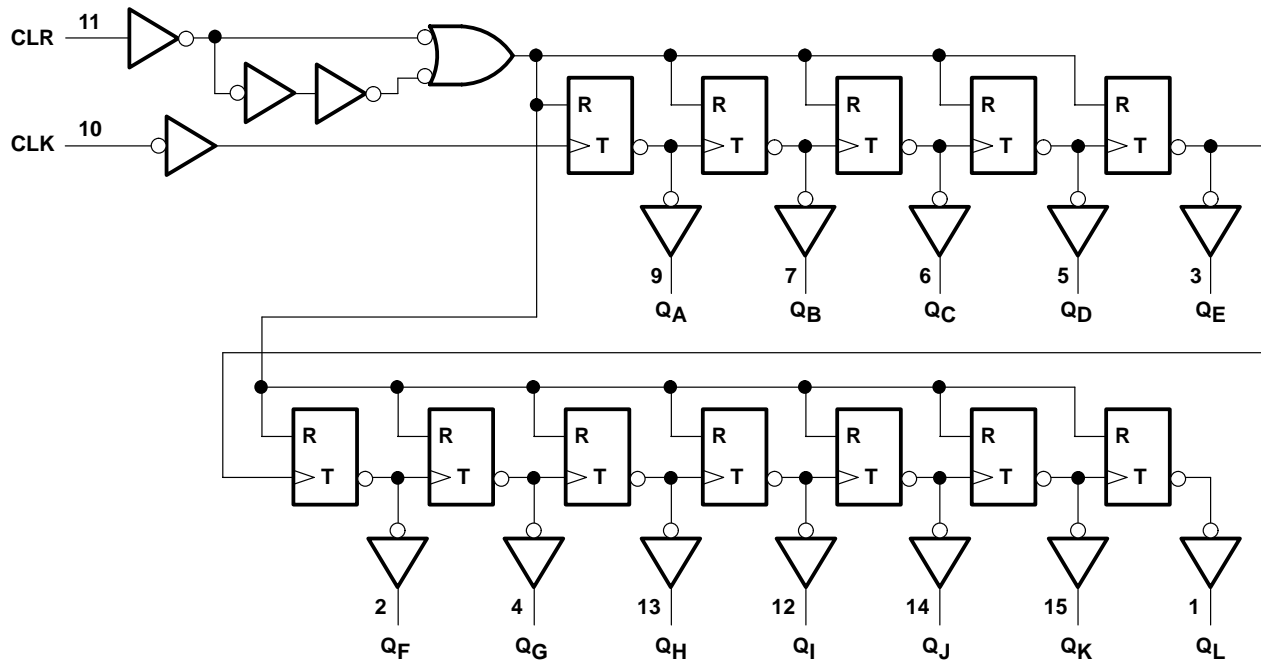 CLR 11
CLK 10
R R R R R
T T T T T
9 7 6 5 3
QA QB QC QD QE
R R R R R R R
T T T T T T T
2 4 13 12 14 15 1
QF QG QH QI QJ QK QL